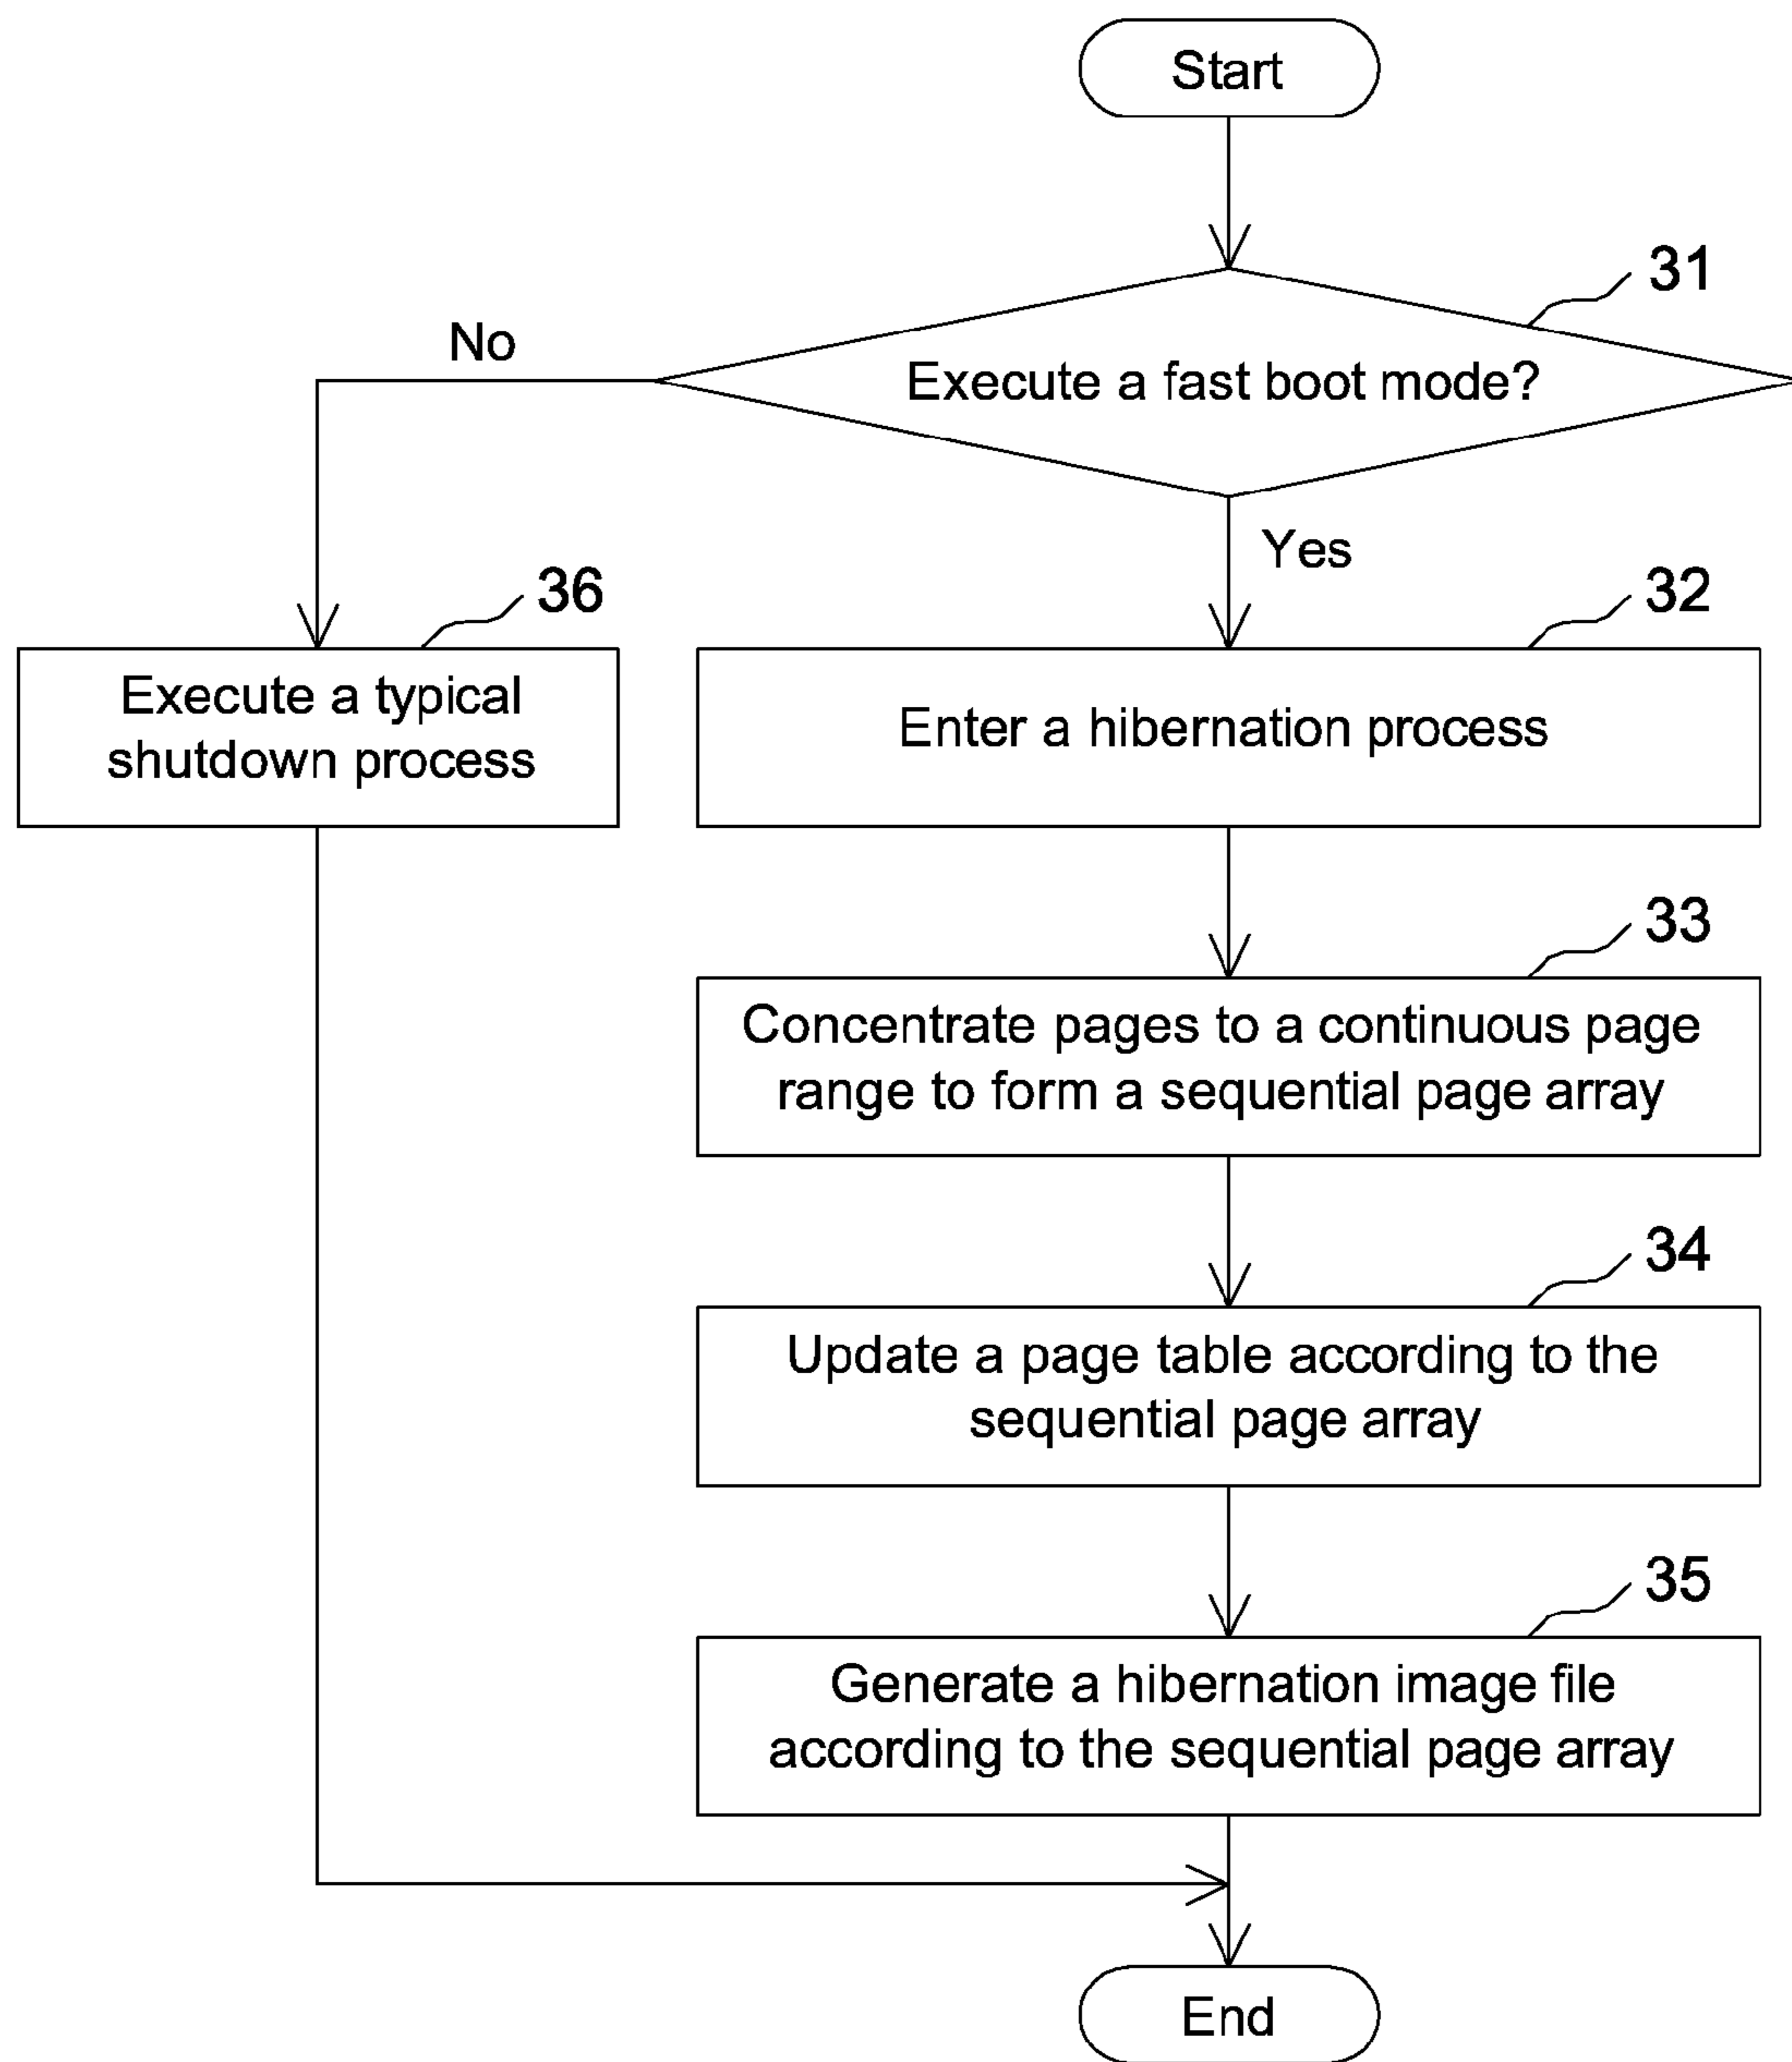 Start
31
Execute a fast boot mode?
No
Yes
36
Execute a typical
shutdown process
32
Enter a hibernation process
33
Concentrate pages to a continuous page
range to form a sequential page array
34
Update a page table according to the
sequential page array
35
Generate a hibernation image file
according to the sequential page array
End